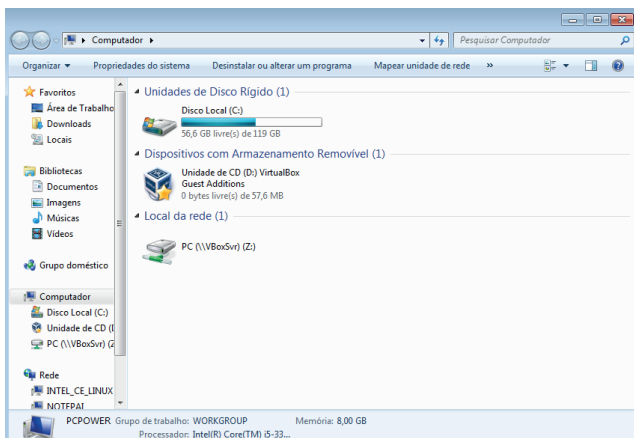 Computador
Pesquisar Computador
Organizar
Propriedades do sistema
Desinstalar ou alterar um programa
Mapear unidade de rede
»
Favoritos
Área de Trabalho
Downloads
Locais
Bibliotecas
Documentos
Imagens
Músicas
Vídeos
Grupo doméstico
Computador
Disco Local (C:)
Unidade de CD (D
PC (\\VBoxSvr) (Z
Rede
INTEL_CE_LINUX
NOTEPAI
Unidades de Disco Rígido (1)
Disco Local (C:)
56,6 GB livre(s) de 119 GB
Dispositivos com Armazenamento Removível (1)
Unidade de CD (D:) VirtualBox
Guest Additions
0 bytes livre(s) de 57,6 MB
Local da rede (1)
PC (\\VBoxSvr) (Z:)
PCPOWER Grupo de trabalho: WORKGROUP Memória: 8,00 GB
Processador: Intel(R) Core(TM) i5-33...